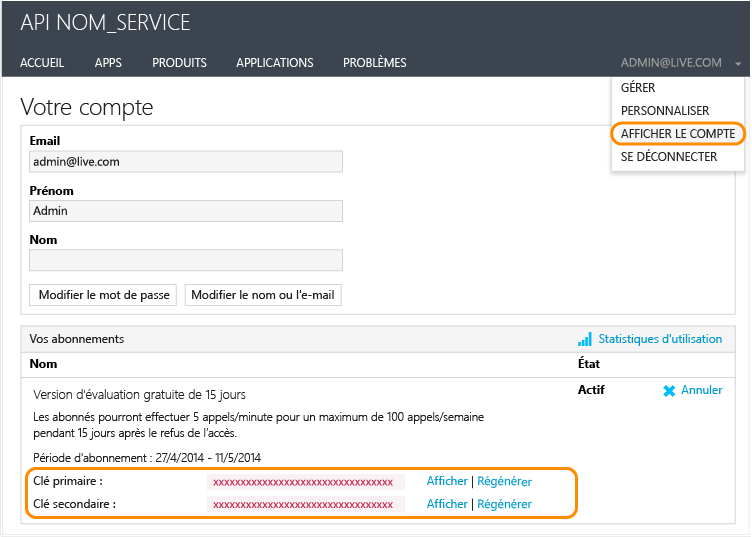 API NOM_SERVICE
ACCUEIL APPS PRODUITS APPLICATIONS PROBLÈMES ADMIN@LIVE.COM
GÉRER
PERSONNALISER
AFFICHER LE COMPTE
SE DÉCONNECTER
Votre compte
Email
admin@live.com
Prénom
Admin
Nom
Modifier le mot de passe Modifier le nom ou l'e-mail
Vos abonnements Statistiques d'utilisation
Nom État
Version d'évaluation gratuite de 15 jours Actif Annuler
Les abonnés pourront effectuer 5 appels/minute pour un maximum de 100 appels/semaine
pendant 15 jours après le refus de l'accès.
Période d'abonnement : 27/4/2014 - 11/5/2014
Clé primaire : xxxxxxxxxxxxxxxxxxxxxxxxxxxxxxxx Afficher | Régénérer
Clé secondaire : xxxxxxxxxxxxxxxxxxxxxxxxxxxxxxxx Afficher | Régénérer